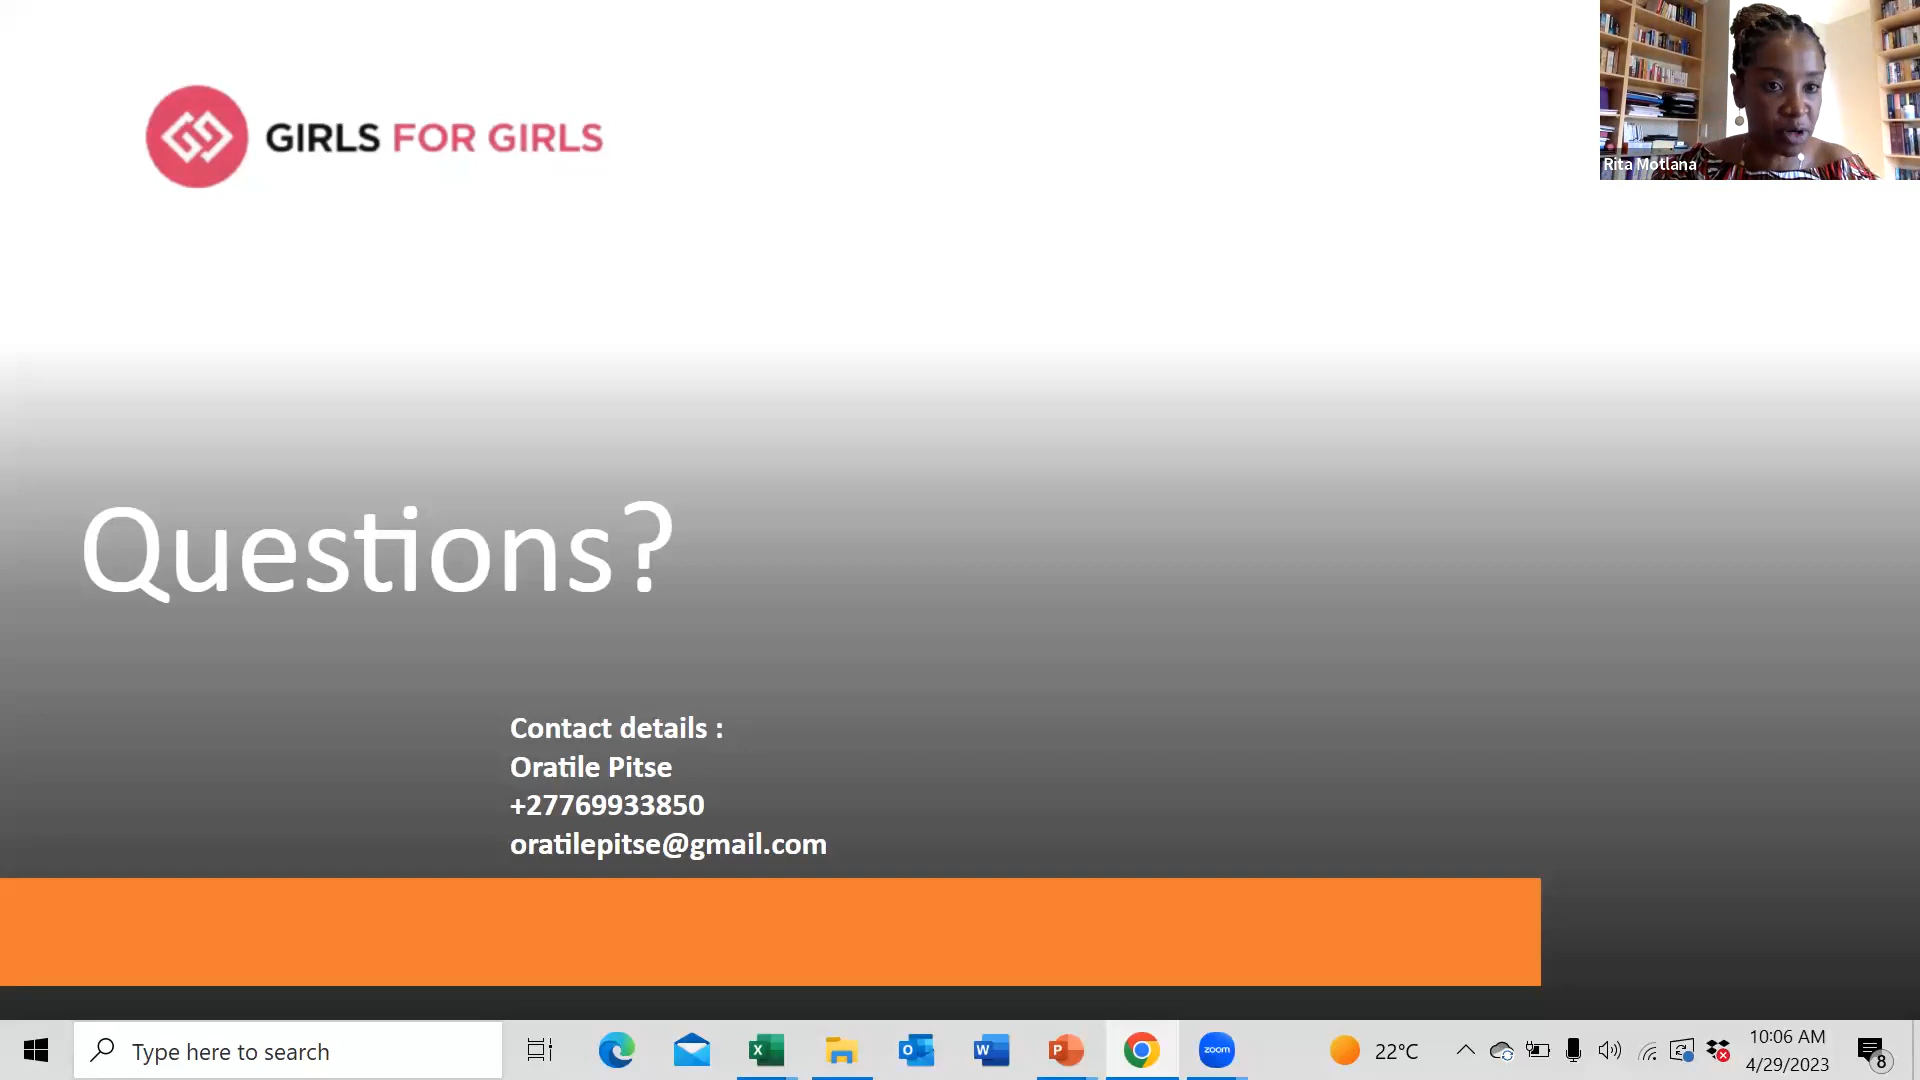 GIRLS FOR GIRLS
Rita Motlana
Questions?
Contact details :
Oratile Pitse
+27769933850
oratilepitse@gmail.com
Type here to search
zoom
22°C
10:06 AM
4/29/2023
8